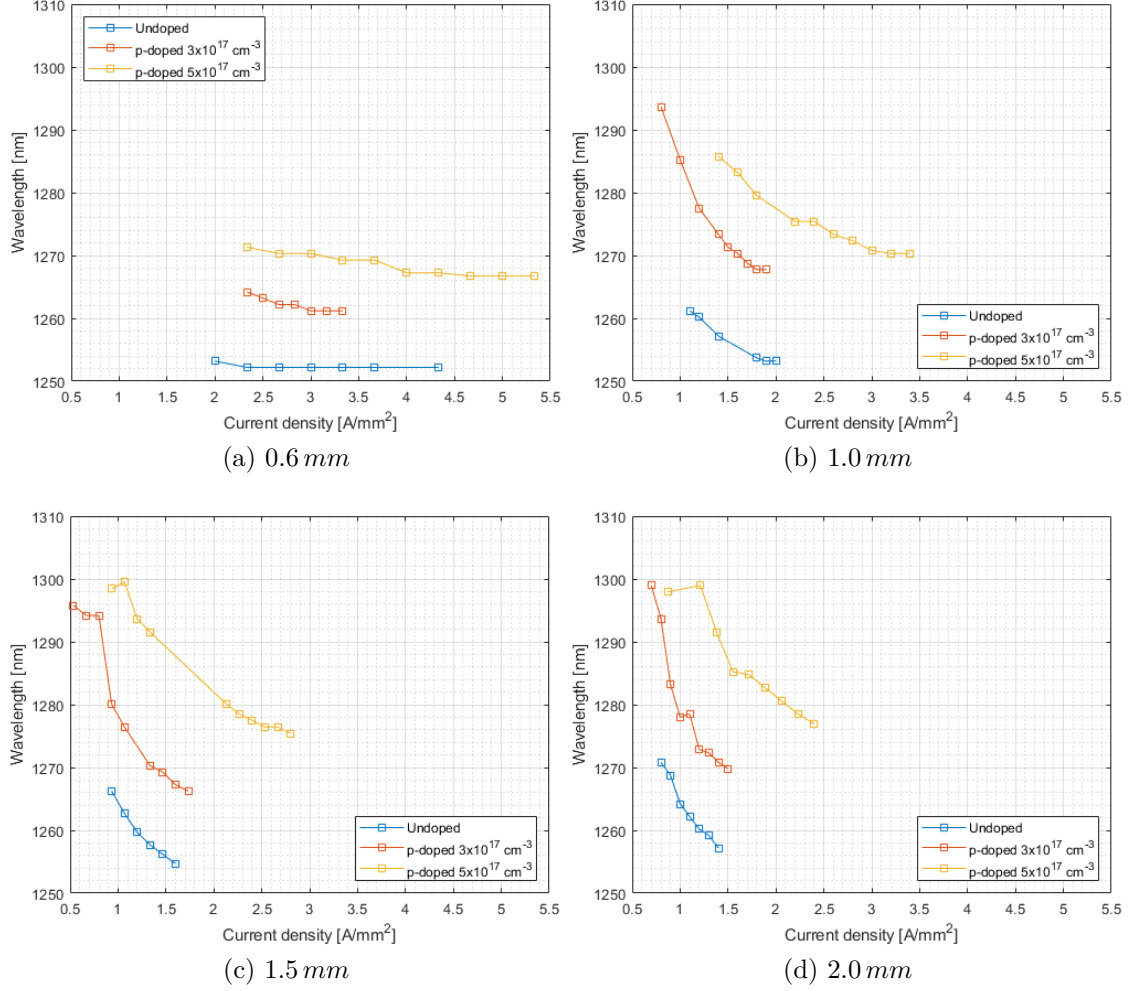 1310
1300
1290
1280
1270
1260
1250
Wavelength [nm]
Undoped
p-doped 3x10^17 cm^-3
p-doped 5x10^17 cm^-3
0.5 1 1.5 2 2.5 3 3.5 4 4.5 5 5.5
Current density [A/mm^2]
(a) 0.6 mm
1310
1300
1290
1280
1270
1260
1250
Wavelength [nm]
Undoped
p-doped 3x10^17 cm^-3
p-doped 5x10^17 cm^-3
0.5 1 1.5 2 2.5 3 3.5 4 4.5 5 5.5
Current density [A/mm^2]
(b) 1.0 mm
1310
1300
1290
1280
1270
1260
1250
Wavelength [nm]
Undoped
p-doped 3x10^17 cm^-3
p-doped 5x10^17 cm^-3
0.5 1 1.5 2 2.5 3 3.5 4 4.5 5 5.5
Current density [A/mm^2]
(c) 1.5 mm
1310
1300
1290
1280
1270
1260
1250
Wavelength [nm]
Undoped
p-doped 3x10^17 cm^-3
p-doped 5x10^17 cm^-3
0.5 1 1.5 2 2.5 3 3.5 4 4.5 5 5.5
Current density [A/mm^2]
(d) 2.0 mm